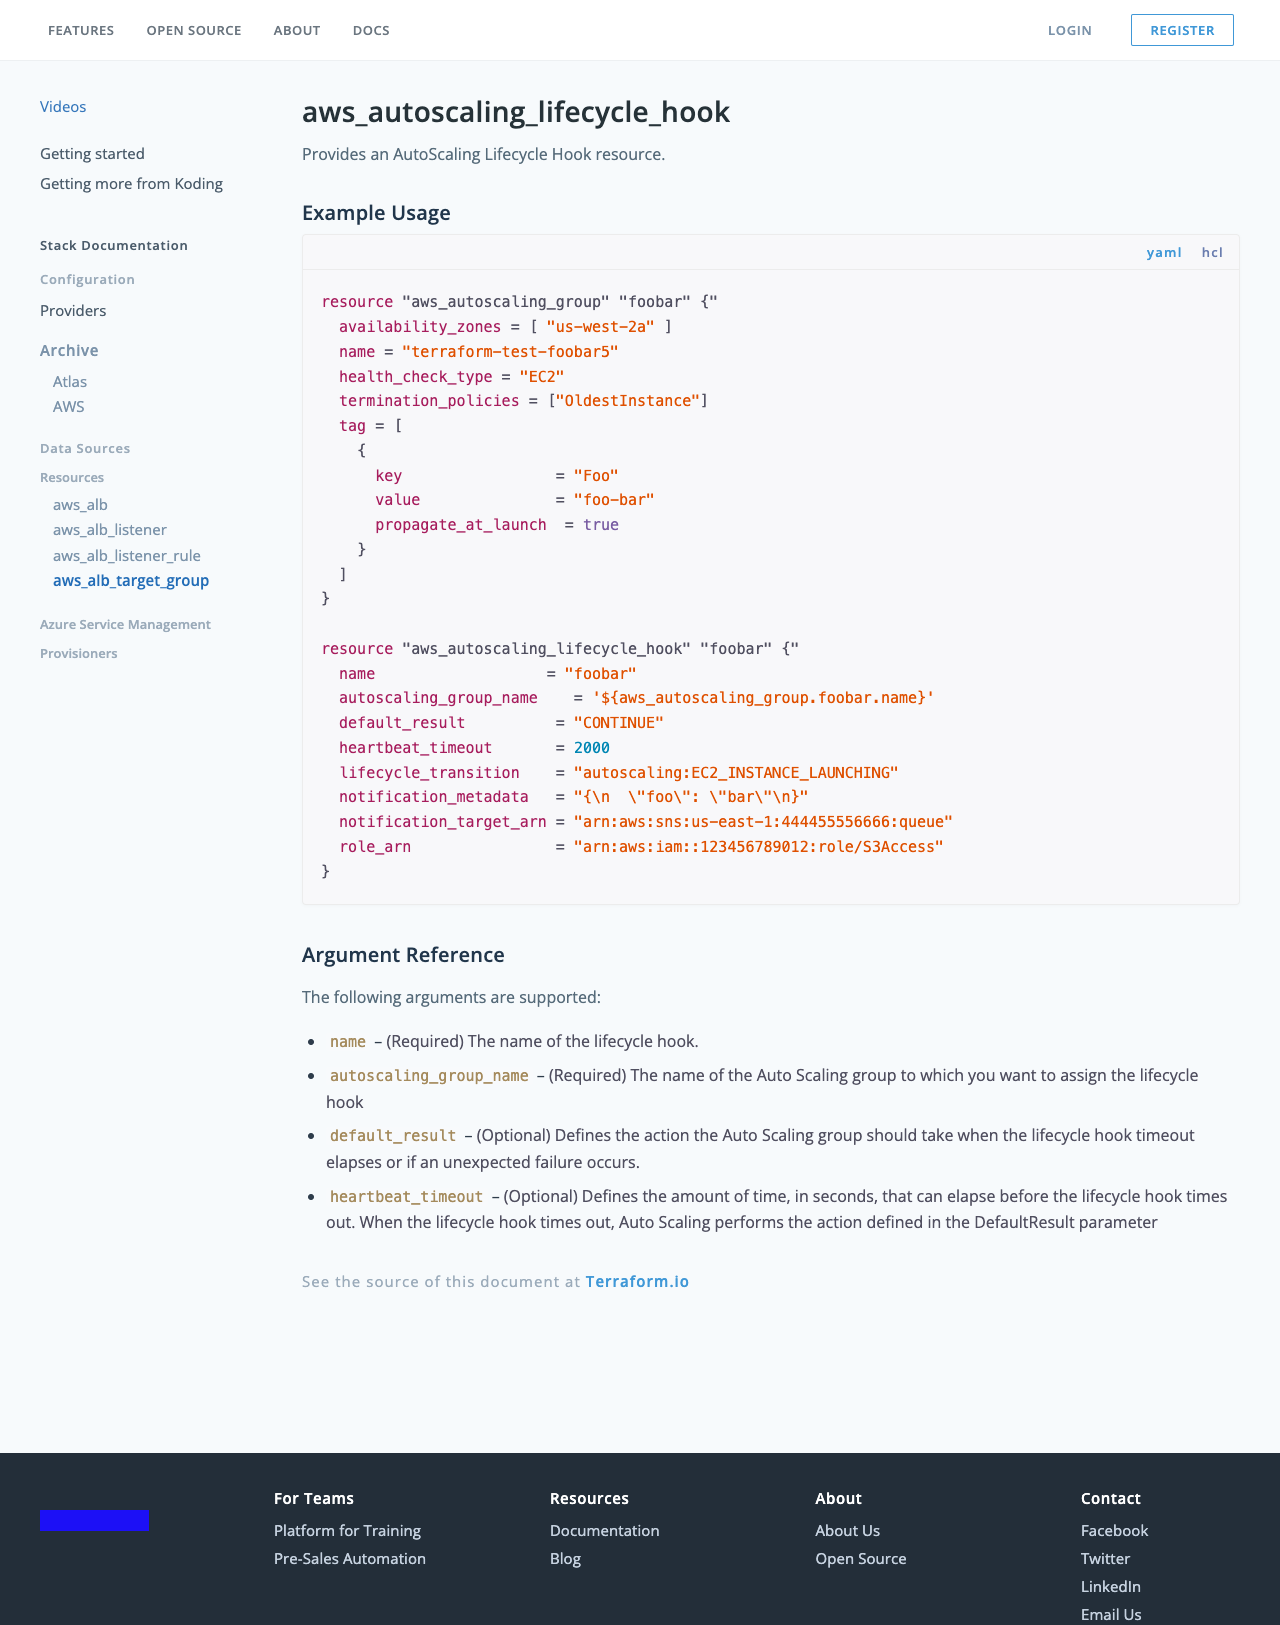 FEATURES OPEN SOURCE ABOUT DOCS LOGIN REGISTER
Videos
Getting started
Getting more from Koding
Stack Documentation
Configuration
Providers
Archive
Atlas
AWS
Data Sources
Resources
aws_alb
aws_alb_listener
aws_alb_listener_rule
aws_alb_target_group
Azure Service Management
Provisioners
aws_autoscaling_lifecycle_hook
Provides an AutoScaling Lifecycle Hook resource.
Example Usage
yaml hcl
resource "aws_autoscaling_group" "foobar" {"
  availability_zones = [ "us-west-2a" ]
  name = "terraform-test-foobar5"
  health_check_type = "EC2"
  termination_policies = ["OldestInstance"]
  tag = [
    {
      key                 = "Foo"
      value               = "foo-bar"
      propagate_at_launch  = true
    }
  ]
}
resource "aws_autoscaling_lifecycle_hook" "foobar" {"
  name                   = "foobar"
  autoscaling_group_name    = '${aws_autoscaling_group.foobar.name}'
  default_result          = "CONTINUE"
  heartbeat_timeout       = 2000
  lifecycle_transition    = "autoscaling:EC2_INSTANCE_LAUNCHING"
  notification_metadata   = "{\n  \"foo\": \"bar\"\n}"
  notification_target_arn = "arn:aws:sns:us-east-1:444455556666:queue"
  role_arn                = "arn:aws:iam::123456789012:role/S3Access"
}
Argument Reference
The following arguments are supported:
• name – (Required) The name of the lifecycle hook.
• autoscaling_group_name – (Required) The name of the Auto Scaling group to which you want to assign the lifecycle
hook
• default_result – (Optional) Defines the action the Auto Scaling group should take when the lifecycle hook timeout
elapses or if an unexpected failure occurs.
• heartbeat_timeout – (Optional) Defines the amount of time, in seconds, that can elapse before the lifecycle hook times
out. When the lifecycle hook times out, Auto Scaling performs the action defined in the DefaultResult parameter
See the source of this document at Terraform.io
For Teams
Platform for Training
Pre-Sales Automation
Resources
Documentation
Blog
About
About Us
Open Source
Contact
Facebook
Twitter
LinkedIn
Email Us